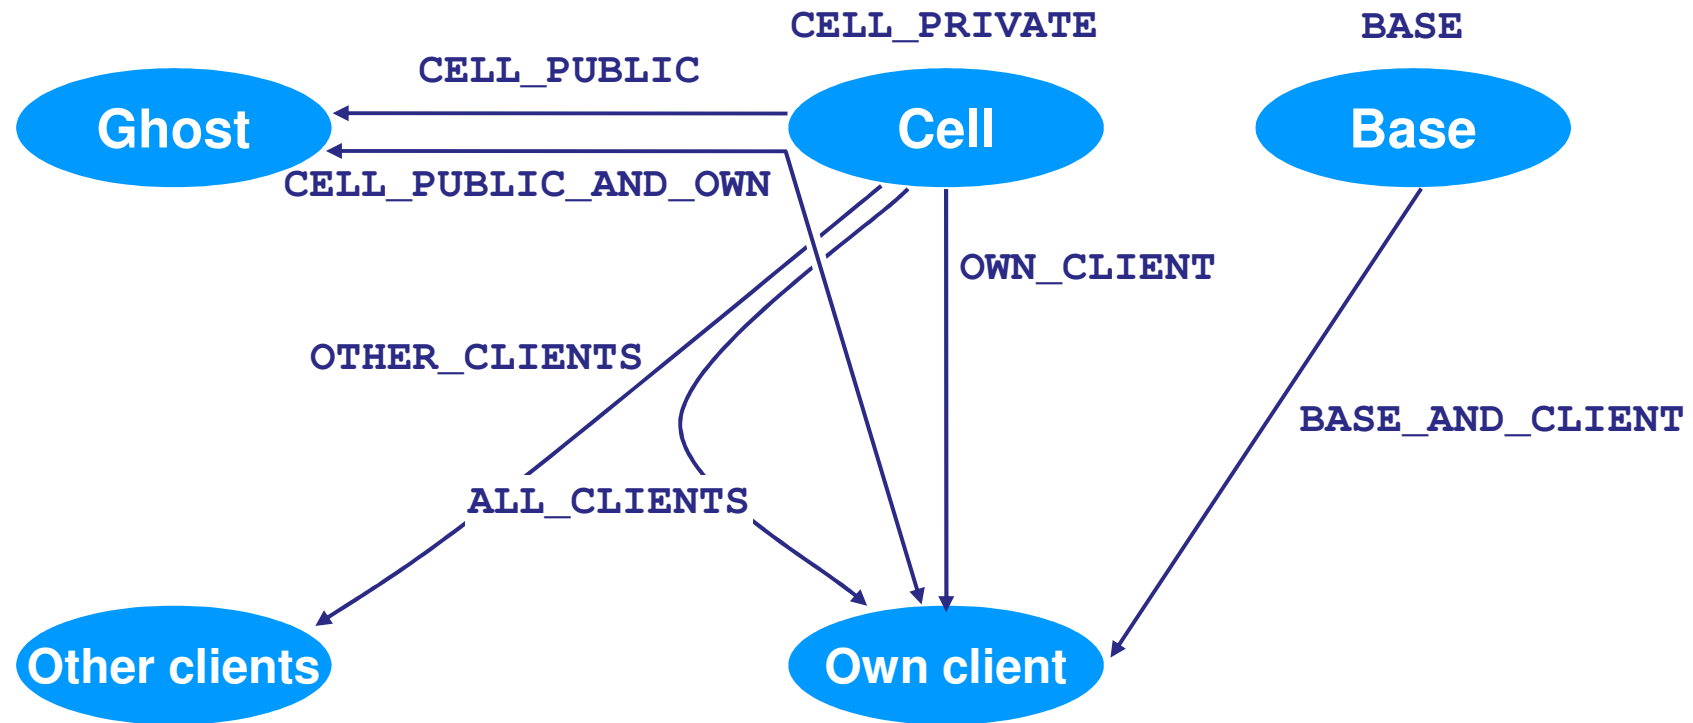 CELL_PRIVATE
BASE
CELL_PUBLIC
Ghost
Cell
Base
CELL_PUBLIC_AND_OWN
OWN_CLIENT
OTHER_CLIENTS
BASE_AND_CLIENT
ALL_CLIENTS
Other clients
Own client